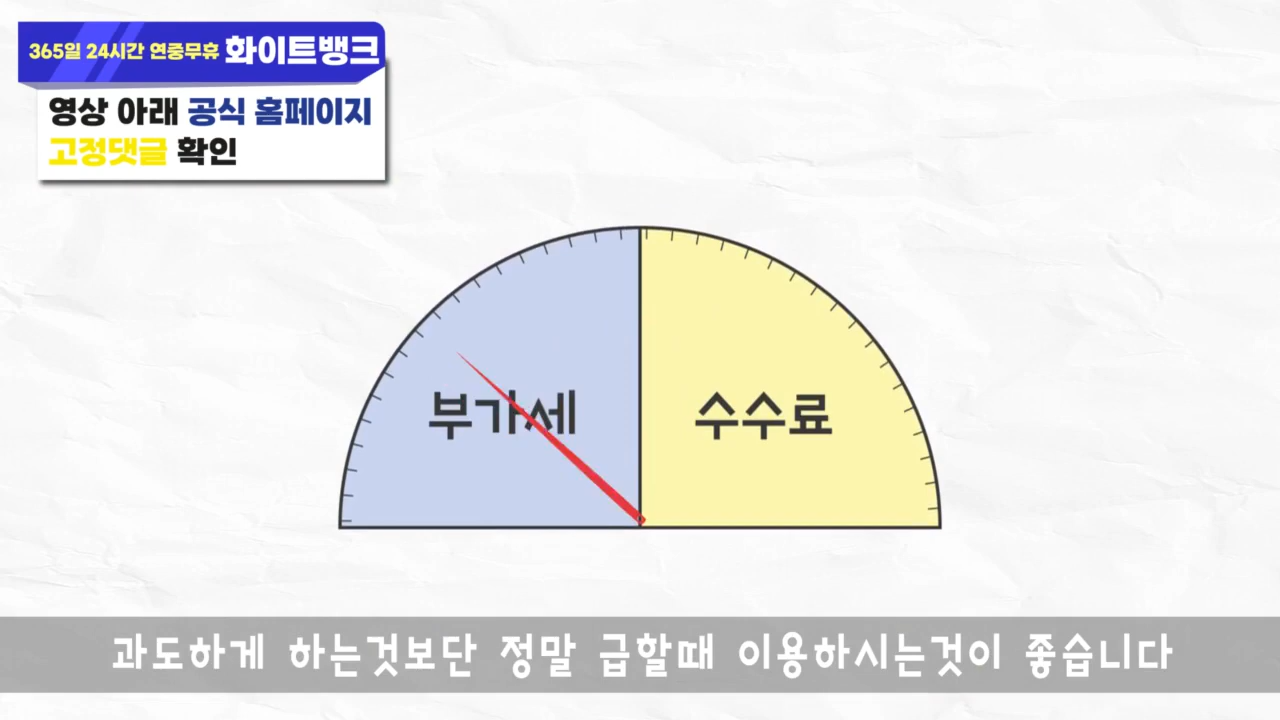 365일 24시간 연중무휴 화이트뱅크
영상 아래 공식 홈페이지
고정댓글 확인
부가세
수수료
과도하게 하는것보단 정말 급할때 이용하시는것이 좋습니다